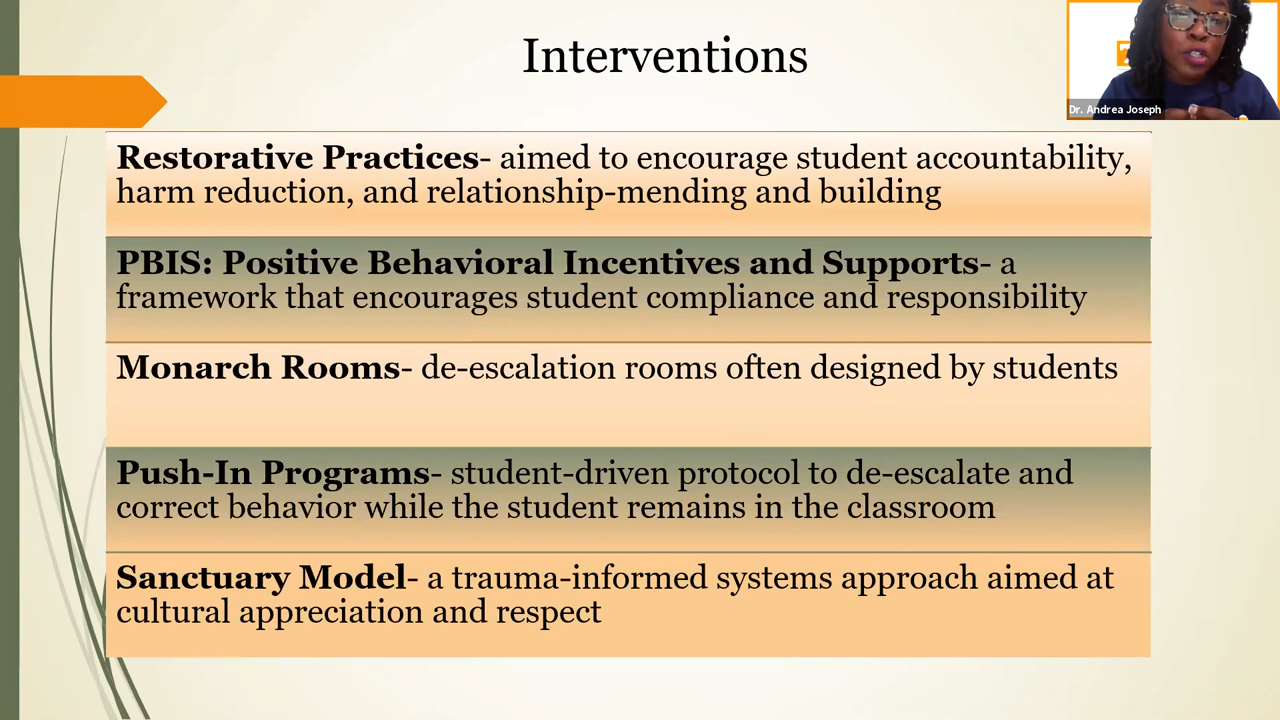 Interventions
Dr. Andrea Joseph
Restorative Practices- aimed to encourage student accountability,
harm reduction, and relationship-mending and building
PBIS: Positive Behavioral Incentives and Supports- a
framework that encourages student compliance and responsibility
Monarch Rooms- de-escalation rooms often designed by students
Push-In Programs- student-driven protocol to de-escalate and
correct behavior while the student remains in the classroom
Sanctuary Model- a trauma-informed systems approach aimed at
cultural appreciation and respect